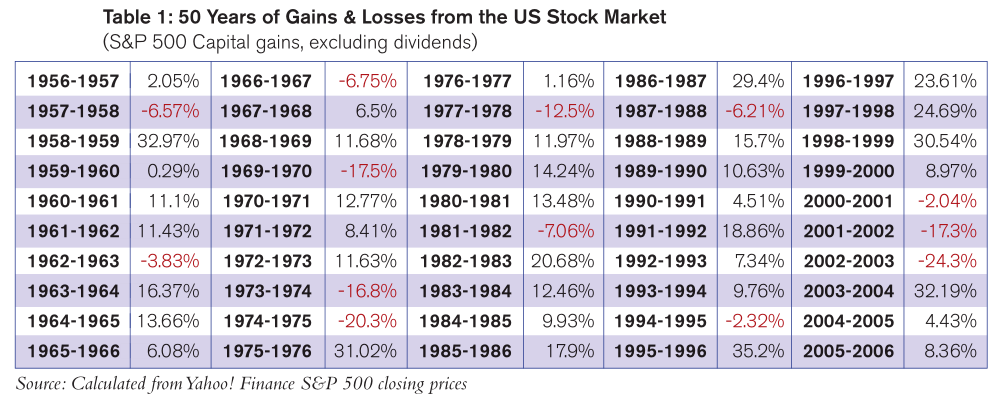 Table 1: 50 Years of Gains & Losses from the US Stock Market
(S&P 500 Capital gains, excluding dividends)
1956-1957 2.05% 1966-1967 -6.75% 1976-1977 1.16% 1986-1987 29.4% 1996-1997 23.61%
1957-1958 -6.57% 1967-1968 6.5% 1977-1978 -12.5% 1987-1988 -6.21% 1997-1998 24.69%
1958-1959 32.97% 1968-1969 11.68% 1978-1979 11.97% 1988-1989 15.7% 1998-1999 30.54%
1959-1960 0.29% 1969-1970 -17.5% 1979-1980 14.24% 1989-1990 10.63% 1999-2000 8.97%
1960-1961 11.1% 1970-1971 12.77% 1980-1981 13.48% 1990-1991 4.51% 2000-2001 -2.04%
1961-1962 11.43% 1971-1972 8.41% 1981-1982 -7.06% 1991-1992 18.86% 2001-2002 -17.3%
1962-1963 -3.83% 1972-1973 11.63% 1982-1983 20.68% 1992-1993 7.34% 2002-2003 -24.3%
1963-1964 16.37% 1973-1974 -16.8% 1983-1984 12.46% 1993-1994 9.76% 2003-2004 32.19%
1964-1965 13.66% 1974-1975 -20.3% 1984-1985 9.93% 1994-1995 -2.32% 2004-2005 4.43%
1965-1966 6.08% 1975-1976 31.02% 1985-1986 17.9% 1995-1996 35.2% 2005-2006 8.36%
Source: Calculated from Yahoo! Finance S&P 500 closing prices